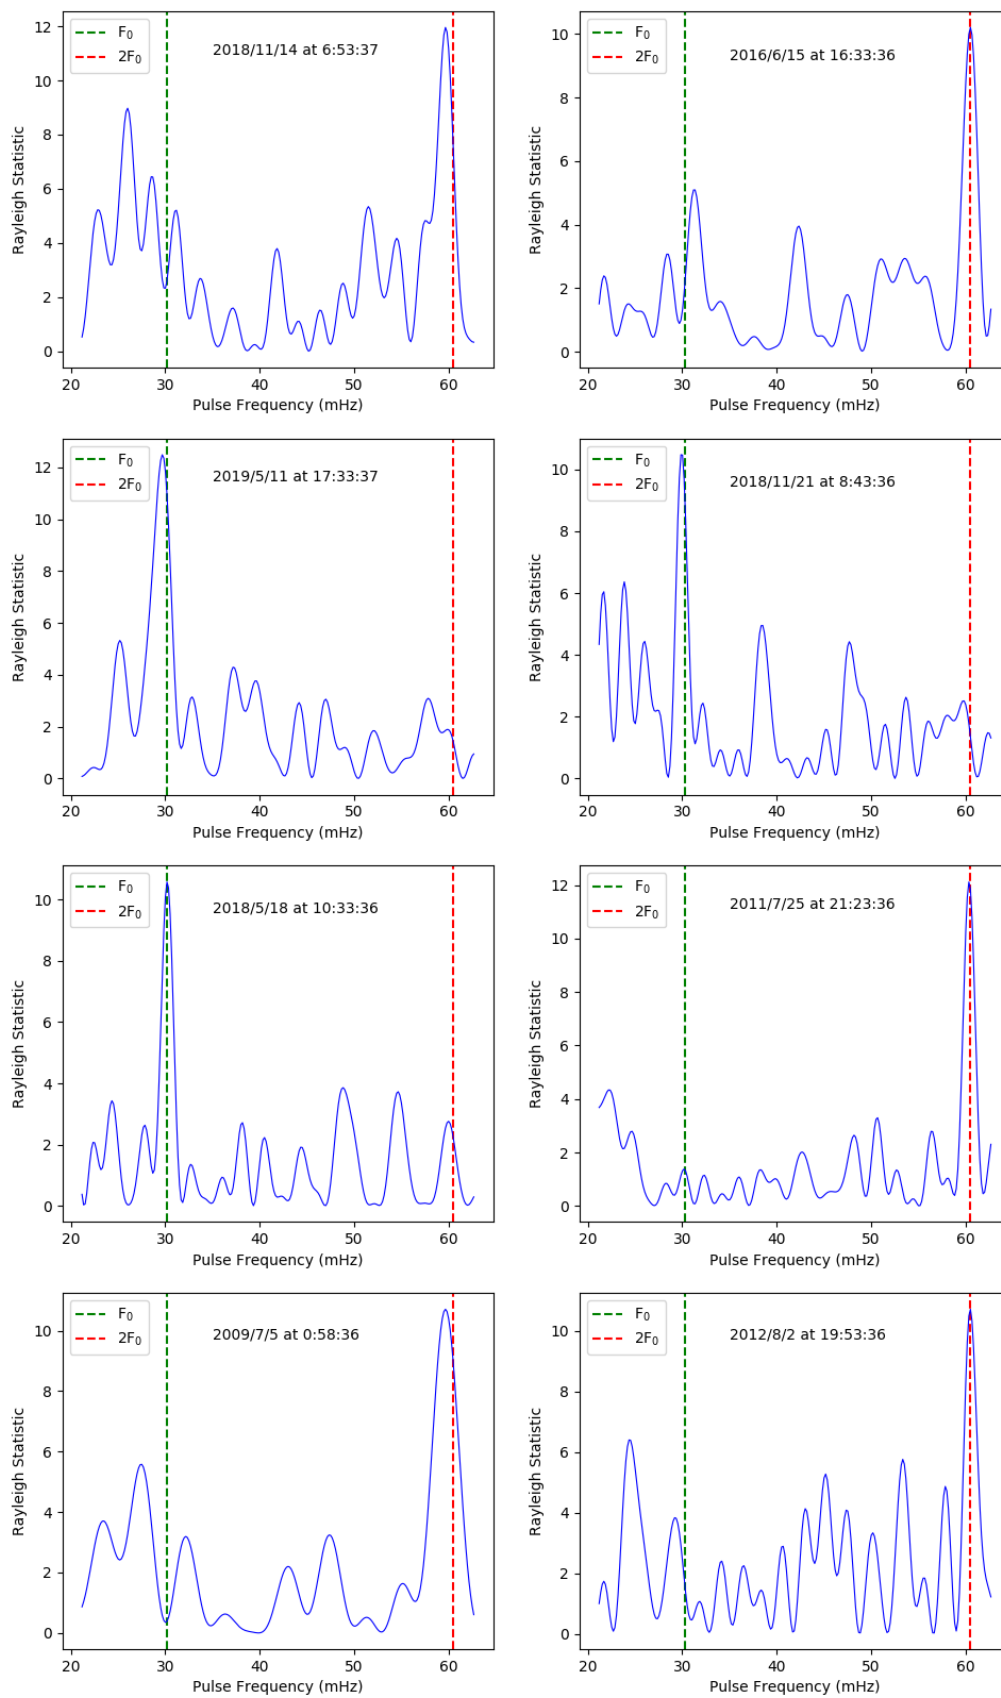 F0
2F0
2018/11/14 at 6:53:37
Rayleigh Statistic
12
10
8
6
4
2
0
20 30 40 50 60
Pulse Frequency (mHz)
F0
2F0
2016/6/15 at 16:33:36
Rayleigh Statistic
10
8
6
4
2
0
20 30 40 50 60
Pulse Frequency (mHz)
F0
2F0
2019/5/11 at 17:33:37
Rayleigh Statistic
12
10
8
6
4
2
0
20 30 40 50 60
Pulse Frequency (mHz)
F0
2F0
2018/11/21 at 8:43:36
Rayleigh Statistic
10
8
6
4
2
0
20 30 40 50 60
Pulse Frequency (mHz)
F0
2F0
2018/5/18 at 10:33:36
Rayleigh Statistic
10
8
6
4
2
0
20 30 40 50 60
Pulse Frequency (mHz)
F0
2F0
2011/7/25 at 21:23:36
Rayleigh Statistic
12
10
8
6
4
2
0
20 30 40 50 60
Pulse Frequency (mHz)
F0
2F0
2009/7/5 at 0:58:36
Rayleigh Statistic
10
8
6
4
2
0
20 30 40 50 60
Pulse Frequency (mHz)
F0
2F0
2012/8/2 at 19:53:36
Rayleigh Statistic
10
8
6
4
2
0
20 30 40 50 60
Pulse Frequency (mHz)